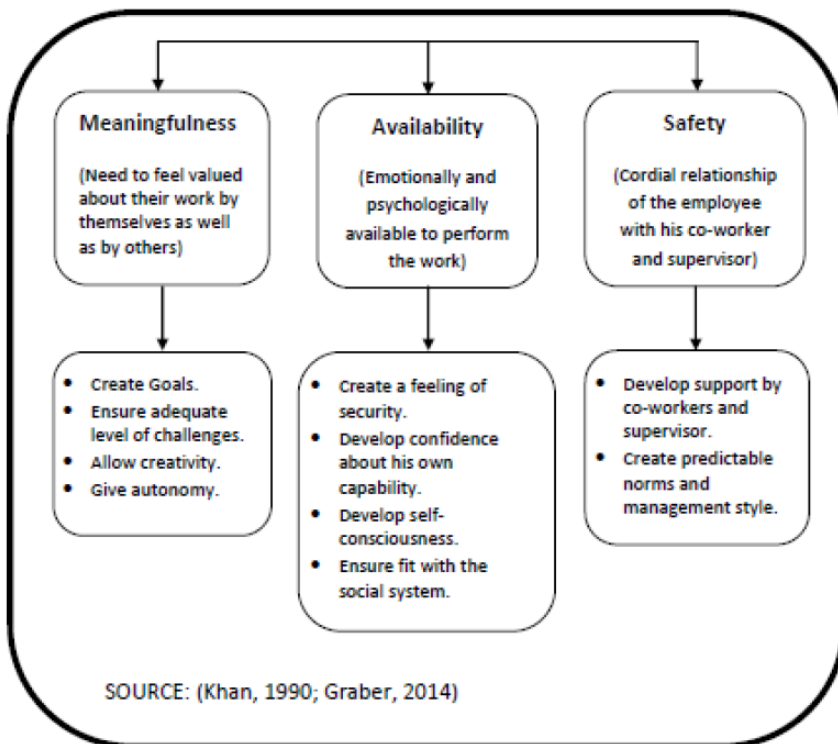 Meaningfulness
(Need to feel valued
about their work by
themselves as well
as by others)
Availability
(Emotionally and
psychologically
available to perform
the work)
Safety
(Cordial relationship
of the employee
with his co-worker
and supervisor)
• Create Goals.
• Ensure adequate
level of challenges.
• Allow creativity.
• Give autonomy.
• Create a feeling of
security.
• Develop confidence
about his own
capability.
• Develop self-
consciousness.
• Ensure fit with the
social system.
• Develop support by
co-workers and
supervisor.
• Create predictable
norms and
management style.
SOURCE: (Khan, 1990; Graber, 2014)